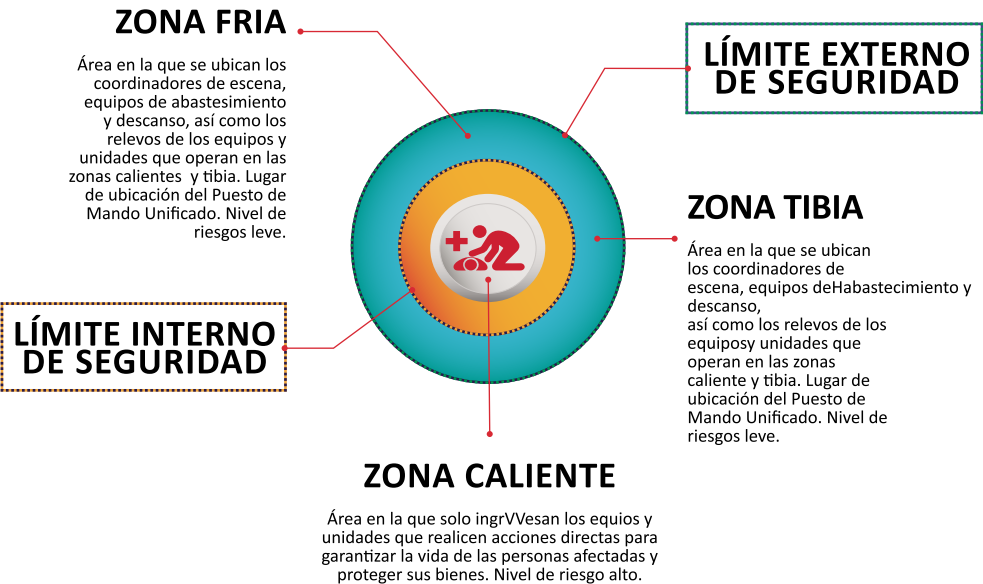 ZONA FRIA
Área en la que se ubican los
coordinadores de escena,
equipos de abastesimiento
y descanso, así como los
relevos de los equipos y
unidades que operan en las
zonas calientes  y tibia. Lugar
de ubicación del Puesto de
Mando Unificado. Nivel de
riesgos leve.
LÍMITE EXTERNO
DE SEGURIDAD
ZONA TIBIA
Área en la que se ubican
los coordinadores de
escena, equipos deHabastecimiento y
descanso,
así como los relevos de los
equiposy unidades que
operan en las zonas
caliente y tibia. Lugar de
ubicación del Puesto de
Mando Unificado. Nivel de
riesgos leve.
LÍMITE INTERNO
DE SEGURIDAD
ZONA CALIENTE
Área en la que solo ingrVVesan los equios y
unidades que realicen acciones directas para
garantizar la vida de las personas afectadas y
proteger sus bienes. Nivel de riesgo alto.